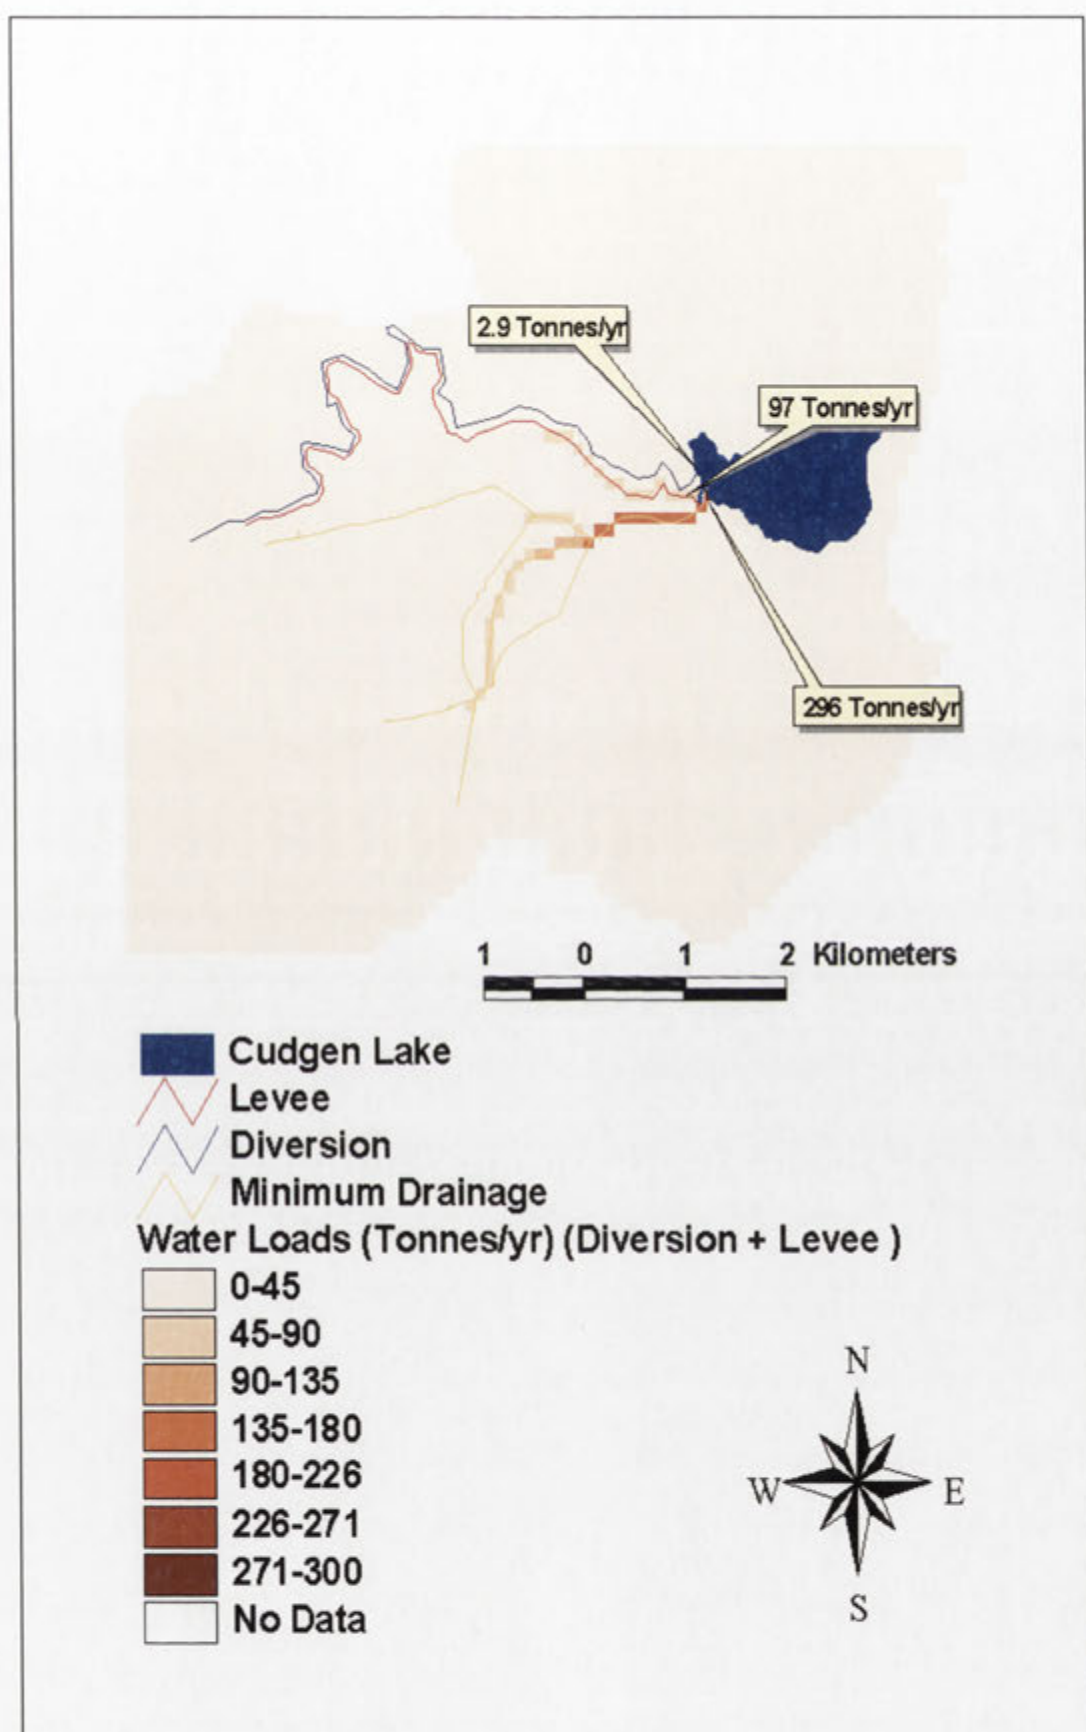 2.9 Tonnes/yr
97 Tonnes/yr
296 Tonnes/yr
1 0 1 2 Kilometers
Cudgen Lake
Levee
Diversion
Minimum Drainage
Water Loads (Tonnes/yr) (Diversion + Levee )
0-45
45-90
90-135
135-180
180-226
226-271
271-300
No Data
N
W E
S